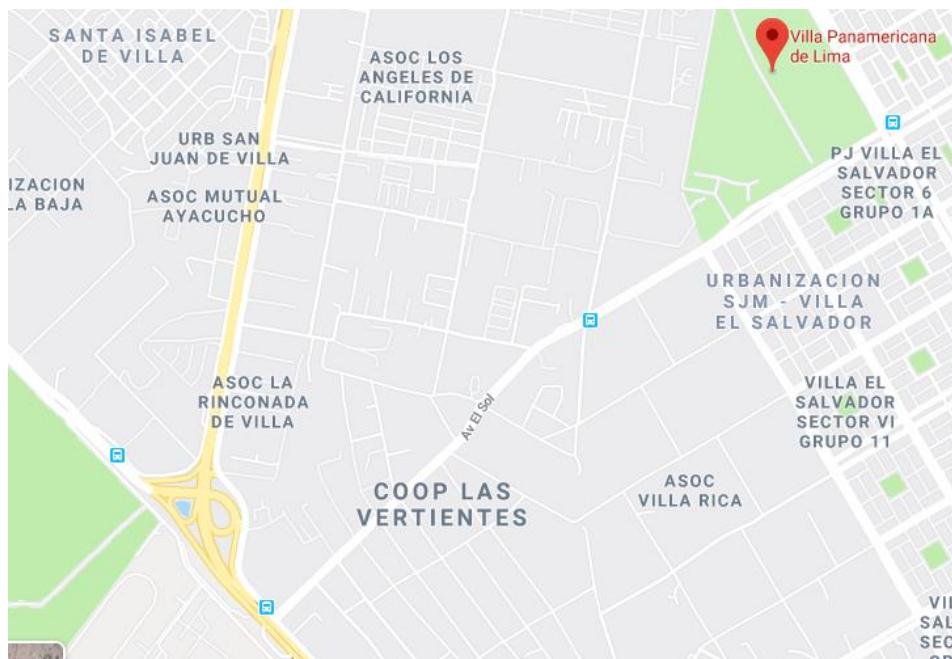 SANTA ISABEL
DE VILLA
ASOC LOS
ANGELES DE
CALIFORNIA
Villa Panamericana
de Lima
URB SAN
JUAN DE VILLA
IZACION
LA BAJA
ASOC MUTUAL
AYACUCHO
PJ VILLA EL
SALVADOR
SECTOR 6
GRUPO 1A
URBANIZACION
SJM - VILLA
EL SALVADOR
ASOC LA
RINCONADA
DE VILLA
Av El Sol
VILLA EL
SALVADOR
SECTOR VI
GRUPO 11
COOP LAS
VERTIENTES
ASOC
VILLA RICA
VIL
SAL
SEC